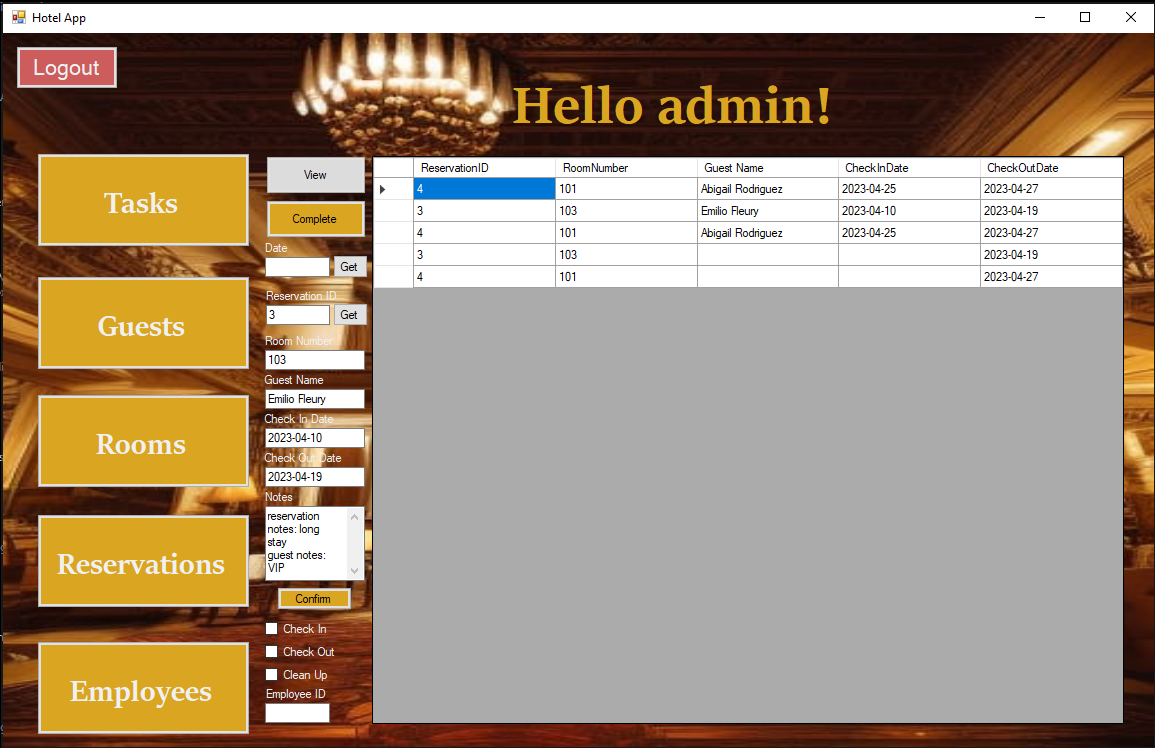 Hotel App
Logout
Hello admin!
Tasks
Guests
Rooms
Reservations
Employees
View
Complete
Date
Get
Reservation ID
3
Get
Room Number
103
Guest Name
Emilio Fleury
Check In Date
2023-04-10
Check Out Date
2023-04-19
Notes
reservation
notes: long
stay
guest notes:
VIP
Confirm
Check In
Check Out
Clean Up
Employee ID
ReservationID RoomNumber Guest Name CheckInDate CheckOutDate
4 101 Abigail Rodriguez 2023-04-25 2023-04-27
3 103 Emilio Fleury 2023-04-10 2023-04-19
4 101 Abigail Rodriguez 2023-04-25 2023-04-27
3 103 2023-04-19
4 101 2023-04-27